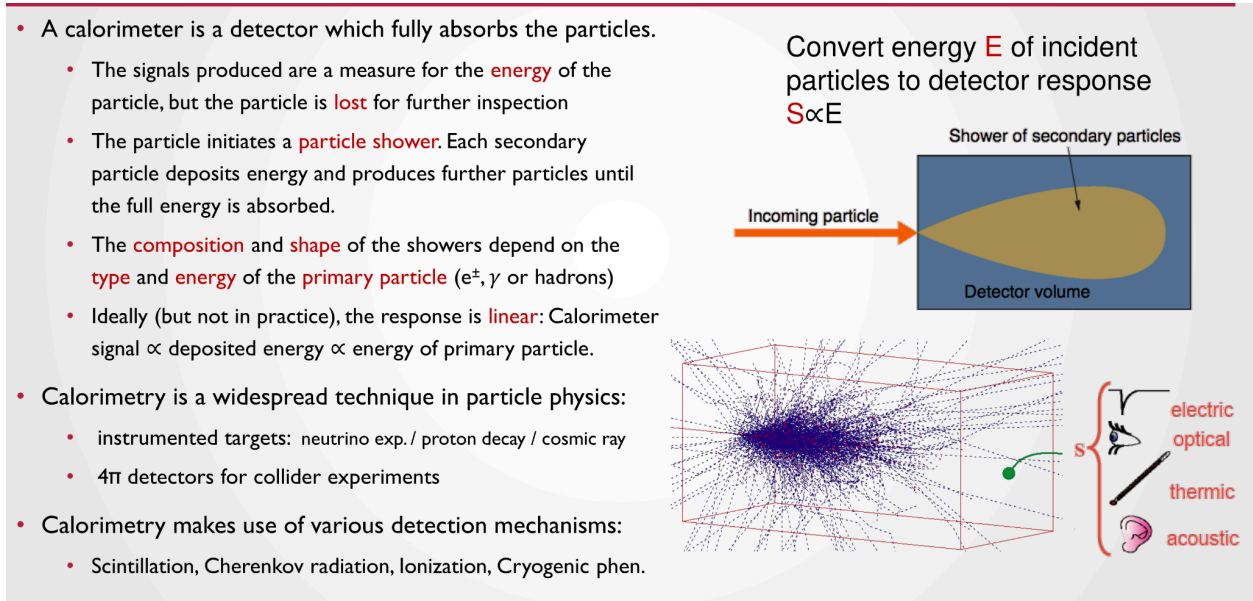 • A calorimeter is a detector which fully absorbs the particles.
• The signals produced are a measure for the energy of the
particle, but the particle is lost for further inspection
• The particle initiates a particle shower. Each secondary
particle deposits energy and produces further particles until
the full energy is absorbed.
• The composition and shape of the showers depend on the
type and energy of the primary particle (e±, γ or hadrons)
• Ideally (but not in practice), the response is linear: Calorimeter
signal ∝ deposited energy ∝ energy of primary particle.
• Calorimetry is a widespread technique in particle physics:
• instrumented targets: neutrino exp. / proton decay / cosmic ray
• 4π detectors for collider experiments
• Calorimetry makes use of various detection mechanisms:
• Scintillation, Cherenkov radiation, Ionization, Cryogenic phen.
Convert energy E of incident
particles to detector response
S∝E
Shower of secondary particles
Incoming particle
Detector volume
S
electric
optical
thermic
acoustic